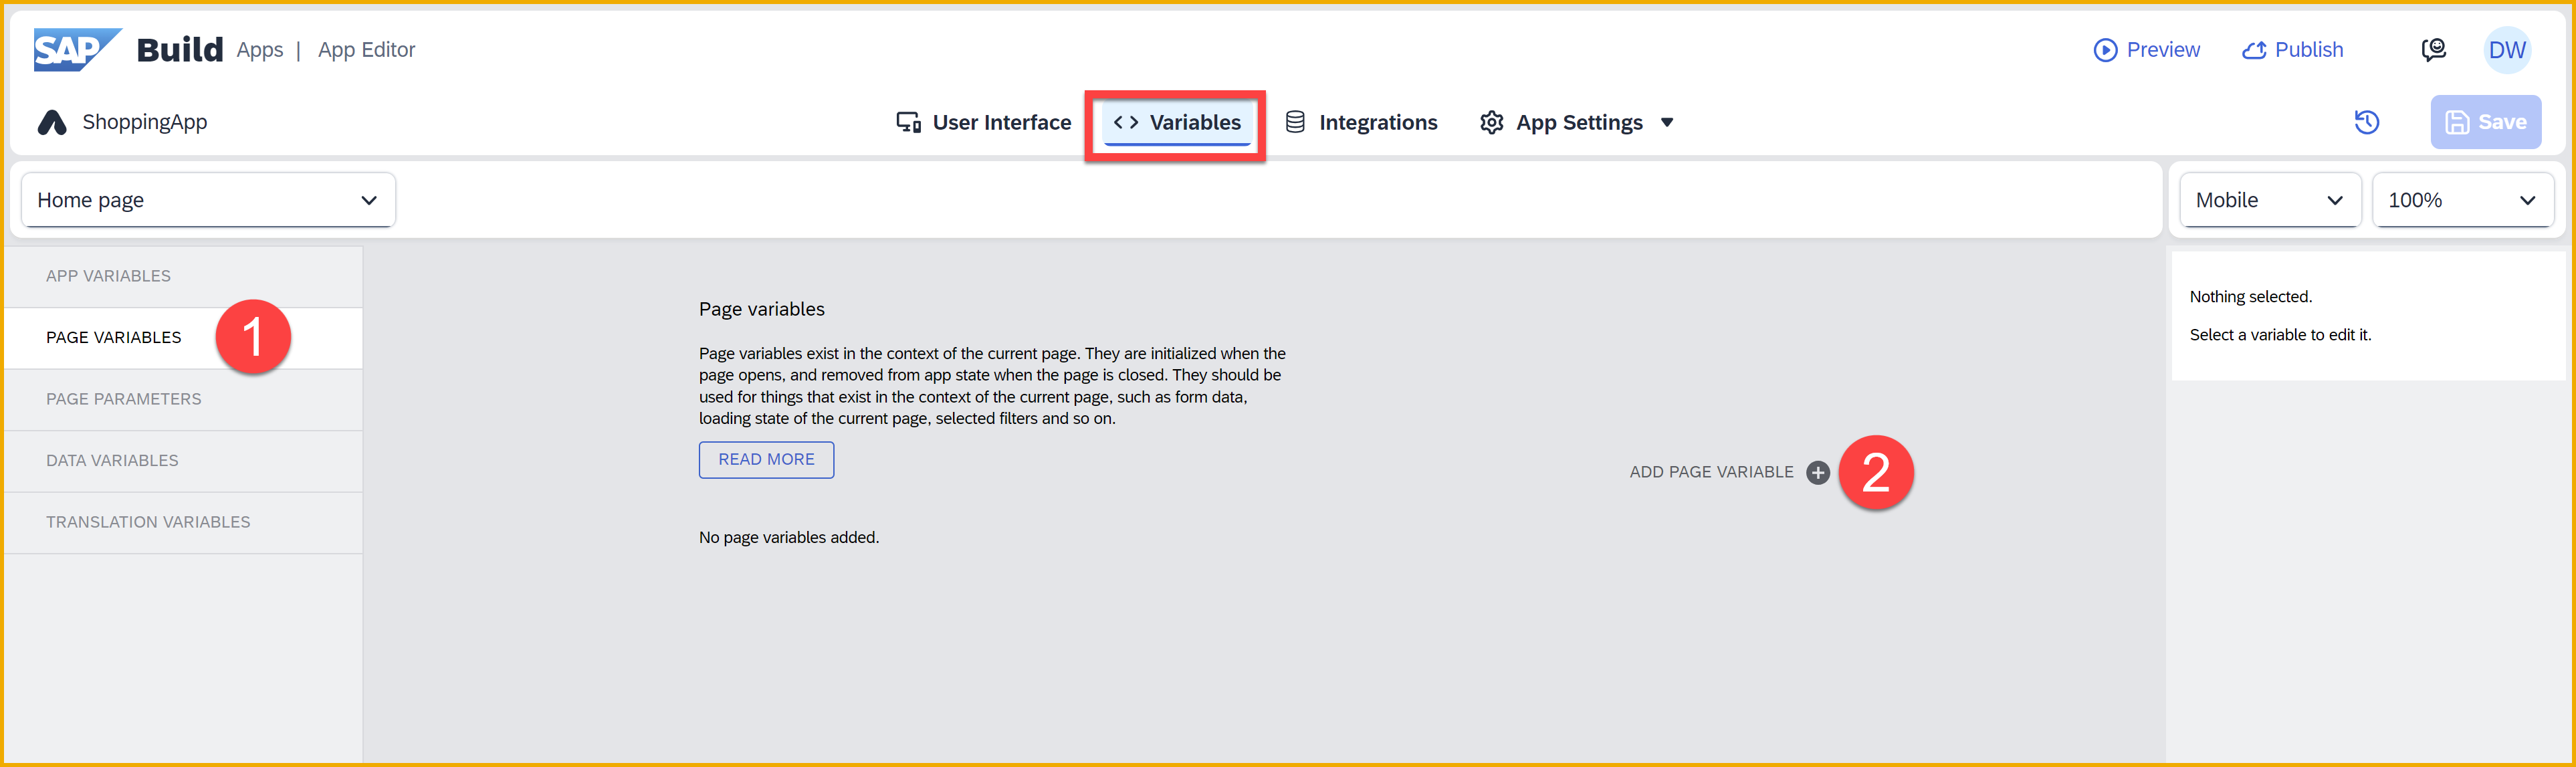 SAP Build Apps | App Editor
Preview
Publish
DW
ShoppingApp
User Interface
<> Variables
Integrations
App Settings
Save
Home page
Mobile
100%
APP VARIABLES
PAGE VARIABLES
1
PAGE PARAMETERS
DATA VARIABLES
TRANSLATION VARIABLES
Page variables
Page variables exist in the context of the current page. They are initialized when the
page opens, and removed from app state when the page is closed. They should be
used for things that exist in the context of the current page, such as form data,
loading state of the current page, selected filters and so on.
READ MORE
ADD PAGE VARIABLE
2
No page variables added.
Nothing selected.
Select a variable to edit it.